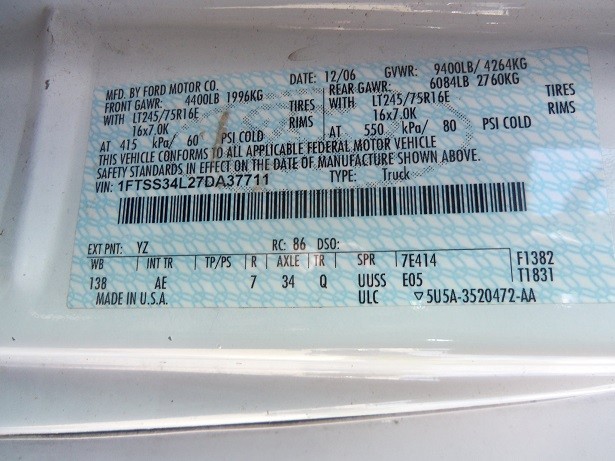 MFD. BY FORD MOTOR CO. DATE: 12/06 GVWR: 9400LB/ 4264KG
FRONT GAWR: 4400LB 1996KG REAR GAWR: 6084LB 2760KG
WITH LT245/75R16E TIRES WITH LT245/75R16E TIRES
16x7.0K RIMS 16x7.0K RIMS
AT 415 kPa/ 60 PSI COLD AT 550 kPa/ 80 PSI COLD
THIS VEHICLE CONFORMS TO ALL APPLICABLE FEDERAL MOTOR VEHICLE
SAFETY STANDARDS IN EFFECT ON THE DATE OF MANUFACTURE SHOWN ABOVE.
VIN: 1FTSS34L27DA37711 TYPE: Truck
EXT PNT: YZ RC: 86 DSO:
WB INT TR TP/PS R AXLE TR SPR 7E414 F1382
138 AE 7 34 Q UUSS E05 T1831
MADE IN U.S.A. ULC ▽5U5A-3520472-AA